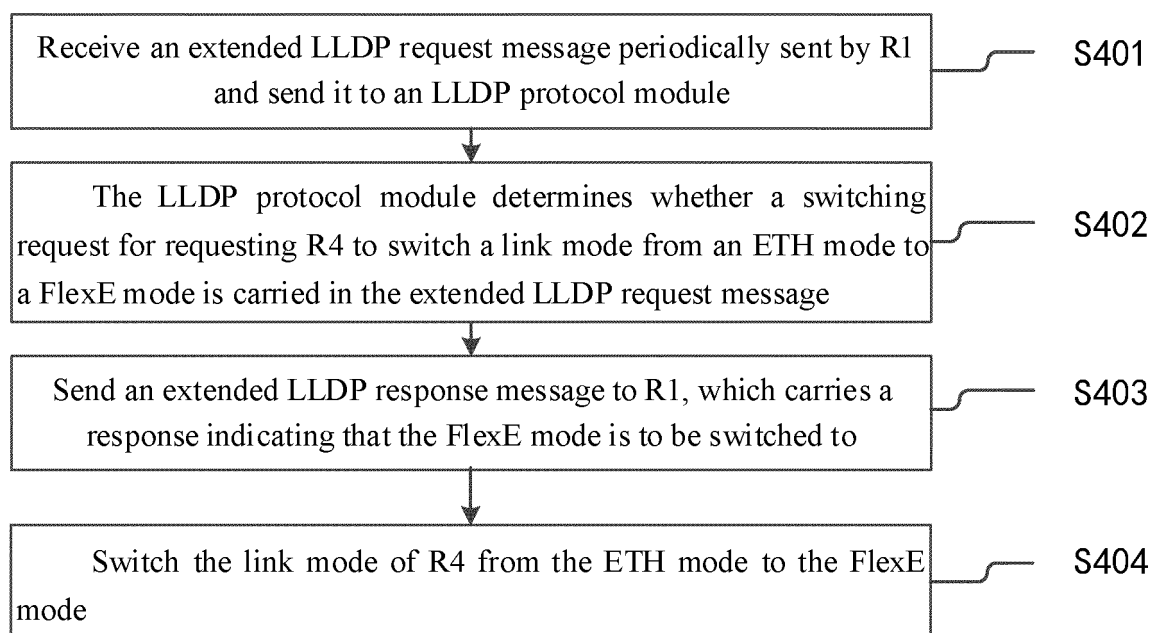 Receive an extended LLDP request message periodically sent by R1
and send it to an LLDP protocol module
S401
The LLDP protocol module determines whether a switching
request for requesting R4 to switch a link mode from an ETH mode to
a FlexE mode is carried in the extended LLDP request message
S402
Send an extended LLDP response message to R1, which carries a
response indicating that the FlexE mode is to be switched to
S403
Switch the link mode of R4 from the ETH mode to the FlexE
mode
S404